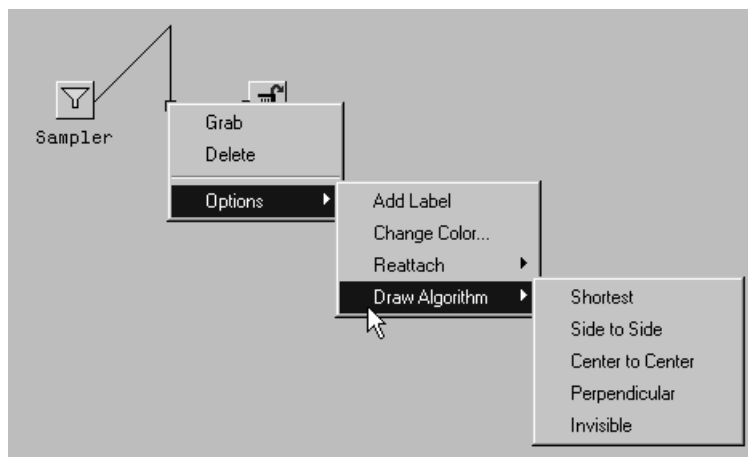 Sampler
Grab
Delete
Options
Add Label
Change Color...
Reattach
Draw Algorithm
Shortest
Side to Side
Center to Center
Perpendicular
Invisible